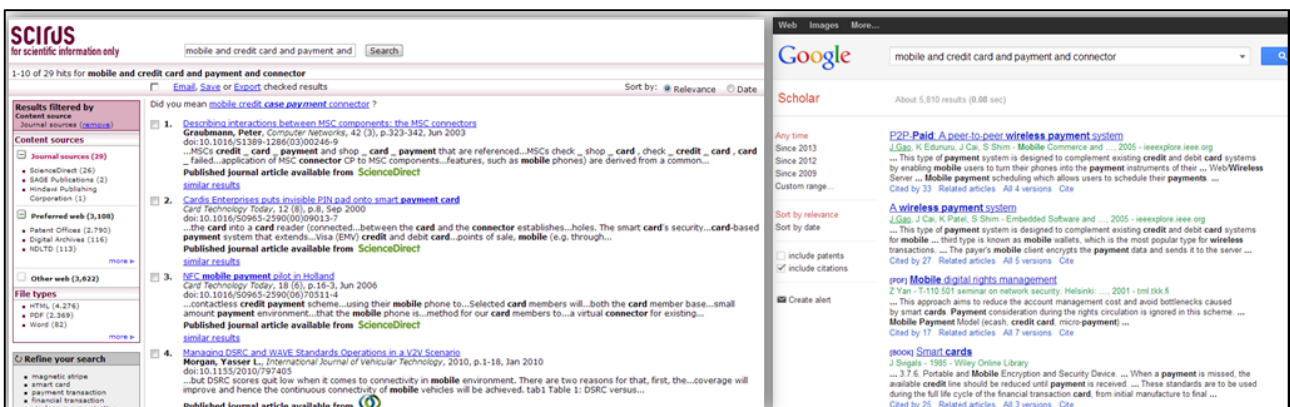 SCIRUS
for scientific information only
mobile and credit card and payment and
Search
1-10 of 29 hits for mobile and credit card and payment and connector
Email, Save or Export checked results
Sort by: Relevance Date
Results filtered by
Content source
Journal sources (remove)
Content sources
Journal sources (29)
ScienceDirect (26)
SAGE Publications (2)
Hindawi Publishing
Corporation (1)
Preferred web (3,108)
Patent Offices (2,790)
Digital Archives (116)
NDLTD (113)
more
Other web (3,622)
File types
HTML (4,276)
PDF (2,369)
Word (82)
more
Refine your search
magnetic stripe
smart card
payment transaction
financial transaction
Did you mean mobile credit case payment connector ?
1. Describing interactions between MSC components: the MSC connectors
Graubmann, Peter, Computer Networks, 42 (3), p.323-342, Jun 2003
doi:10.1016/S1389-1286(03)00246-9
...MSCs credit _ card _ payment and shop _ card _ payment that are referenced...MSCs check _ shop _ card , check _ credit _ card , card
_ failed...application of MSC connector CP to MSC components...features, such as mobile phones) are derived from a common...
Published journal article available from ScienceDirect
similar results
2. Cardis Enterprises puts invisible PIN pad onto smart payment card
Card Technology Today, 12 (8), p.8, Sep 2000
doi:10.1016/S0965-2590(00)09013-7
...the card into a card reader (connected...between the card and the connector establishes...holes. The smart card's security...card-based
payment system that extends...Visa (EMV) credit and debit card...points of sale, mobile (e.g. through...
Published journal article available from ScienceDirect
similar results
3. NFC mobile payment pilot in Holland
Card Technology Today, 18 (6), p.16-3, Jun 2006
doi:10.1016/S0965-2590(06)70511-4
...contactless credit payment scheme...using their mobile phone to...Selected card members will...both the card member base...small
amount payment environment...that the mobile phone is...method for our card members to...a virtual connector for existing...
Published journal article available from ScienceDirect
similar results
4. Managing DSRC and WAVE Standards Operations in a V2V Scenario
Morgan, Yasser L., International Journal of Vehicular Technology, 2010, p.1-18, Jan 2010
doi:10.1155/2010/797405
...but DSRC scores quit low when it comes to connectivity in mobile environment. There are two reasons for that, first, the...coverage will
improve and hence the continuous connectivity of mobile vehicles will be achieved. tab1 Table 1: DSRC versus...
Published journal article available from
Web Images More...
Google
mobile and credit card and payment and connector
Scholar
About 5,810 results (0.08 sec)
Any time
Since 2013
Since 2012
Since 2009
Custom range...
Sort by relevance
Sort by date
include patents
include citations
Create alert
P2P-Paid: A peer-to-peer wireless payment system
J Gao, K Edunuru, J Cai, S Shim - Mobile Commerce and ..., 2005 - ieeexplore.ieee.org
... This type of payment system is designed to complement existing credit and debit card systems
by enabling mobile users to turn their phones into the payment instruments of their ... Web/Wireless
Server ... Mobile payment scheduling which allows users to schedule their payments. ...
Cited by 33 Related articles All 4 versions Cite
A wireless payment system
J Gao, J Cai, K Patel, S Shim - Embedded Software and ..., 2005 - ieeexplore.ieee.org
... This type of payment system is designed to complement existing credit and debit card systems
for mobile ... third type is known as mobile wallets, which is the most popular type for wireless
transactions. ... The payer's mobile client encrypts the payment data and sends it to the server ...
Cited by 27 Related articles All 5 versions Cite
[PDF] Mobile digital rights management
Z Yan - T-110.501 seminar on network security. Helsinki: ..., 2001 - tml.tkk.fi
... This approach aims to reduce the account management cost and avoid bottlenecks caused
by smart cards. Payment consideration during the rights circulation is ignored in this scheme. ...
Mobile Payment Model (ecash, credit card, micro-payment) ...
Cited by 17 Related articles All 7 versions Cite
[BOOK] Smart cards
J Svigals - 1985 - Wiley Online Library
... 3.7.6. Portable and Mobile Encryption and Security Device. ... When a payment is missed, the
available credit line should be reduced until payment is received. ... These standards are to be used
during the full life cycle of the financial transaction card, from initial manufacture to final ...
Cited by 25 Related articles All 3 versions Cite